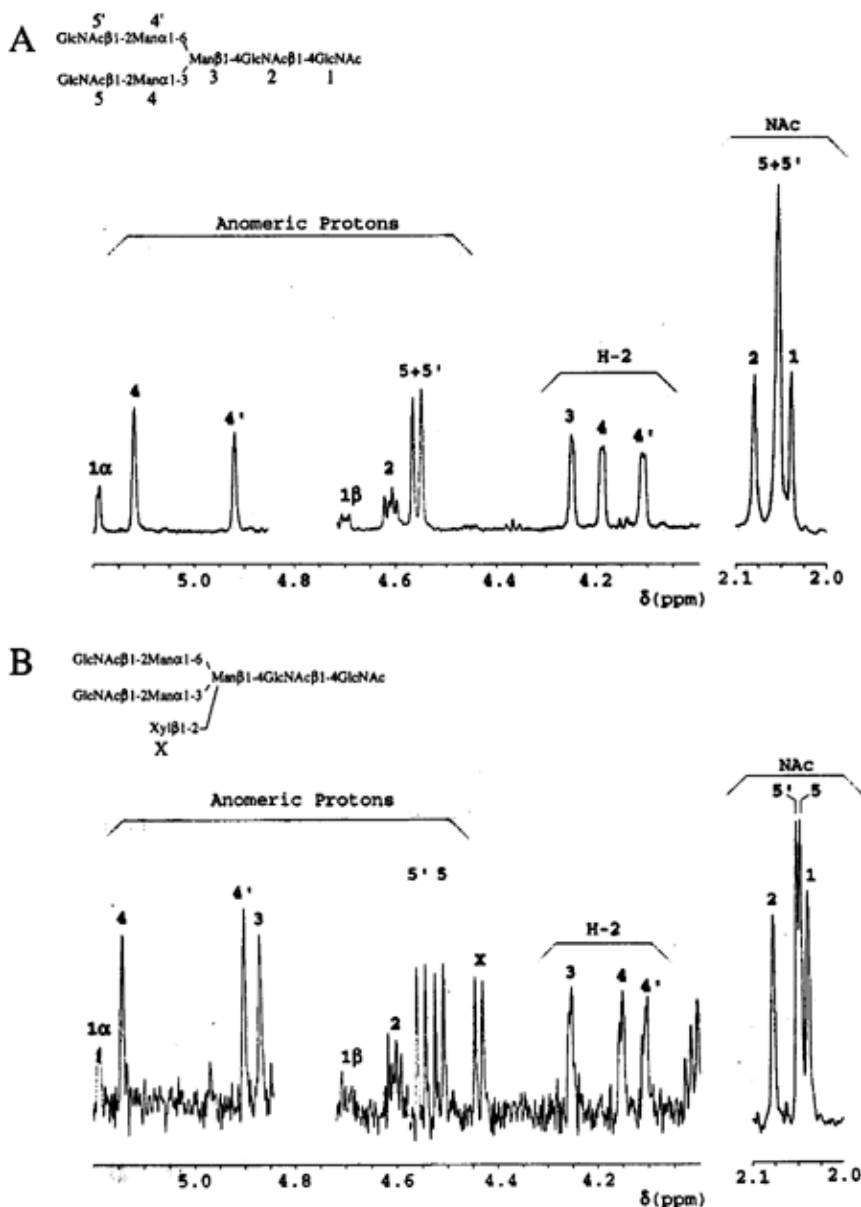 A
5' 4'
GlcNAcβ1-2Manα1-6
Manβ1-4GlcNAcβ1-4GlcNAc
GlcNAcβ1-2Manα1-3 3 2 1
5 4
NAc
5+5'
Anomeric Protons
2 1
H-2
5+5'
4
3 4 4'
4'
1α 2
1β
5.0 4.8 4.6 4.4 4.2 2.1 2.0
δ(ppm)
B
GlcNAcβ1-2Manα1-6
Manβ1-4GlcNAcβ1-4GlcNAc
GlcNAcβ1-2Manα1-3
Xylβ1-2
X
NAc
Anomeric Protons
5' 5
5' 5
1
4' 2
4 3
H-2
X
3 4 4'
1α 2
1β
5.0 4.8 4.6 4.4 4.2 2.1 2.0
δ(ppm)